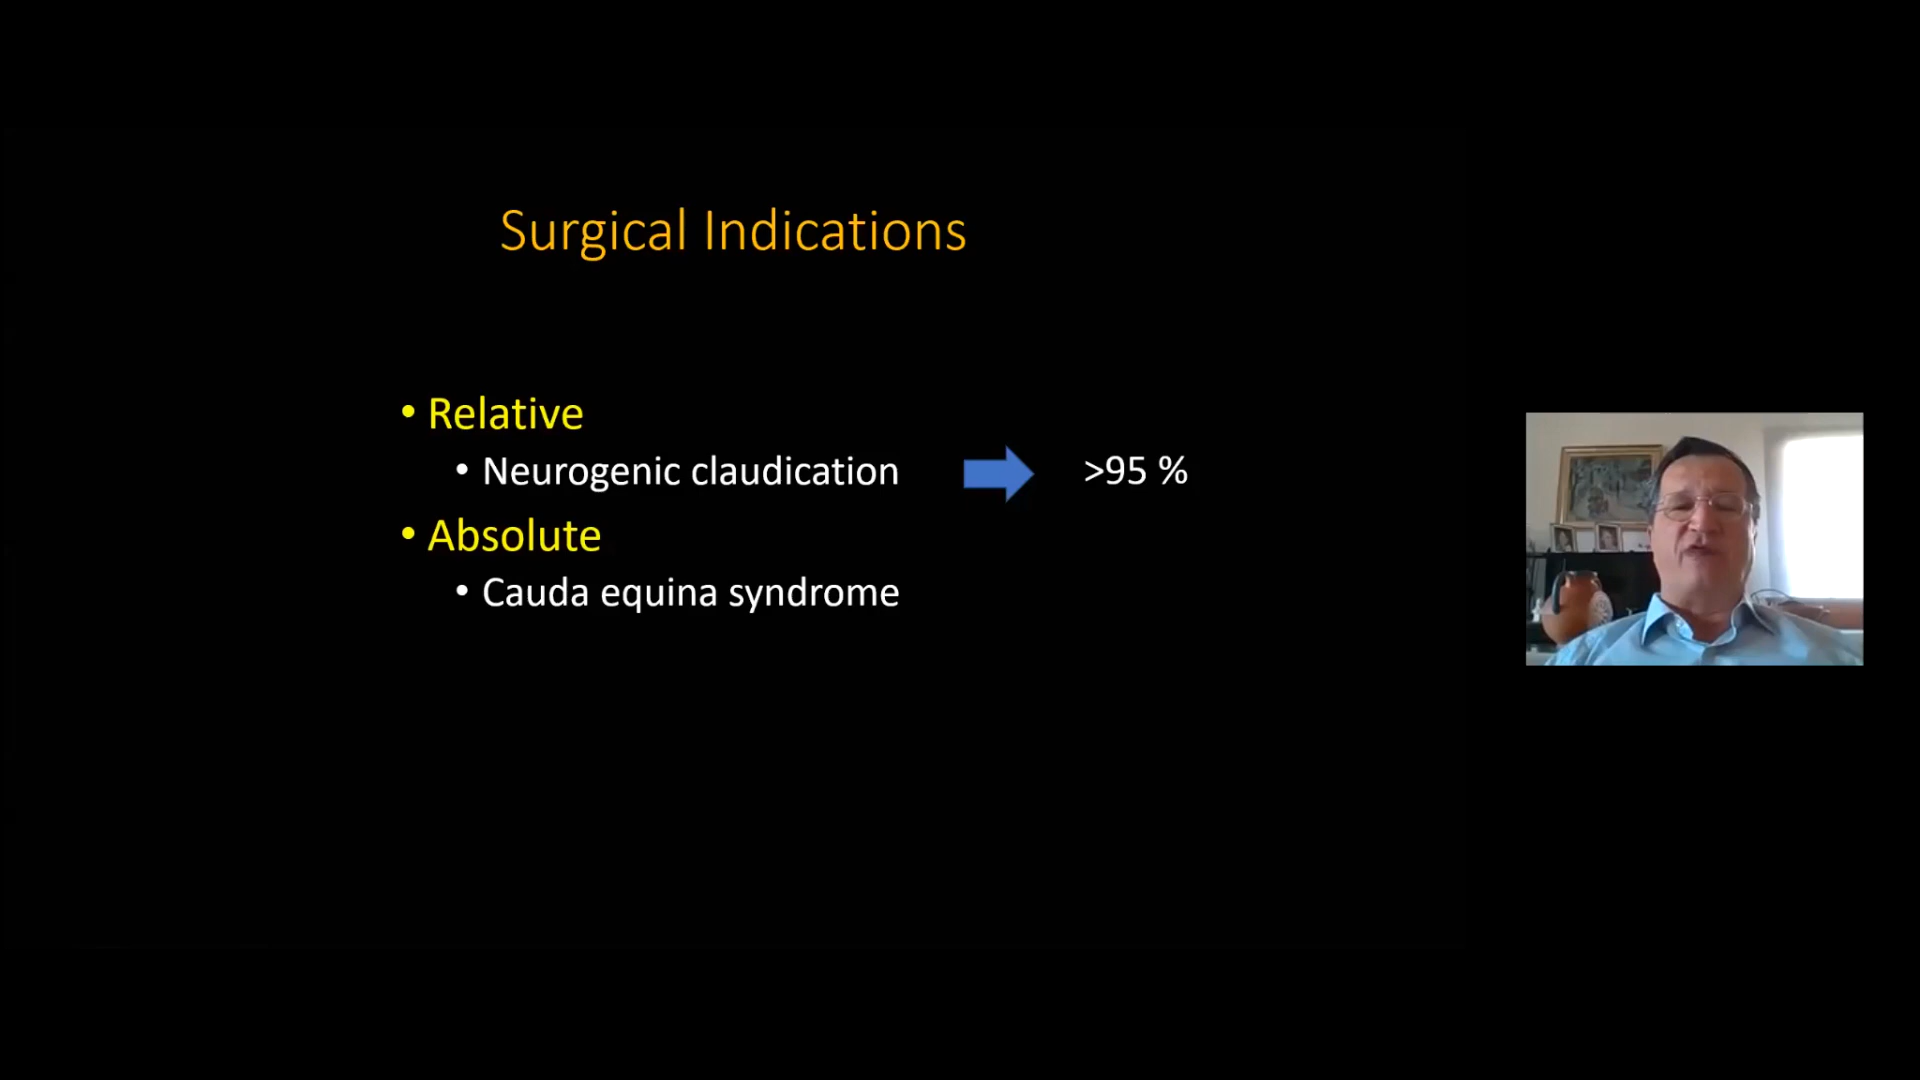 Surgical Indications
• Relative
• Neurogenic claudication >95 %
• Absolute
• Cauda equina syndrome